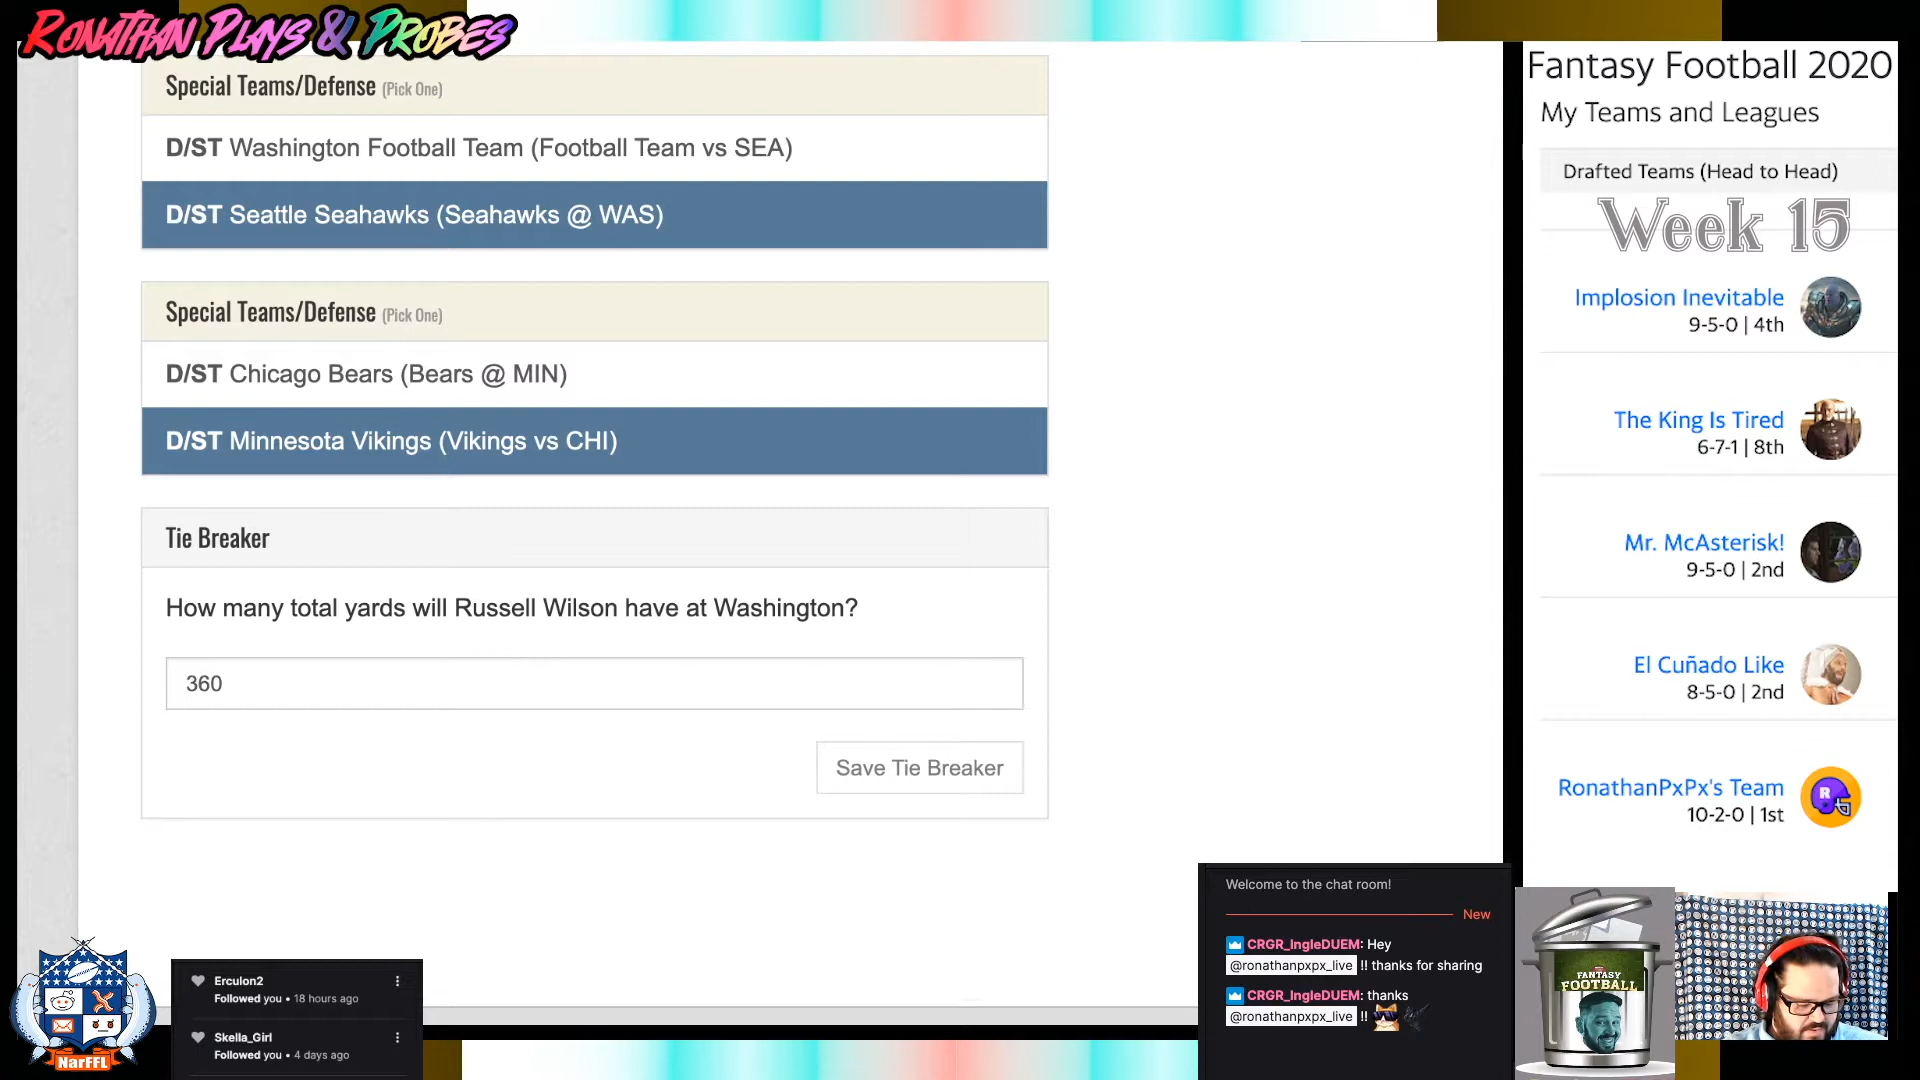 RONATHAN PLAYS & PROBES
Special Teams/Defense (Pick One)
D/ST Washington Football Team (Football Team vs SEA)
D/ST Seattle Seahawks (Seahawks @ WAS)
Special Teams/Defense (Pick One)
D/ST Chicago Bears (Bears @ MIN)
D/ST Minnesota Vikings (Vikings vs CHI)
Tie Breaker
How many total yards will Russell Wilson have at Washington?
360
Save Tie Breaker
Fantasy Football 2020
My Teams and Leagues
Drafted Teams (Head to Head)
Week 15
Implosion Inevitable
9-5-0 | 4th
The King Is Tired
6-7-1 | 8th
Mr. McAsterisk!
9-5-0 | 2nd
El Cuñado Like
8-5-0 | 2nd
RonathanPxPx's Team
10-2-0 | 1st
R
NarFFL
Erculon2
Followed you • 18 hours ago
Skella_Girl
Followed you • 4 days ago
Welcome to the chat room!
New
CRGR_IngleDUEM: Hey
@ronathanpxpx_live !! thanks for sharing
CRGR_IngleDUEM: thanks
@ronathanpxpx_live !!
FANTASY
FOOTBALL